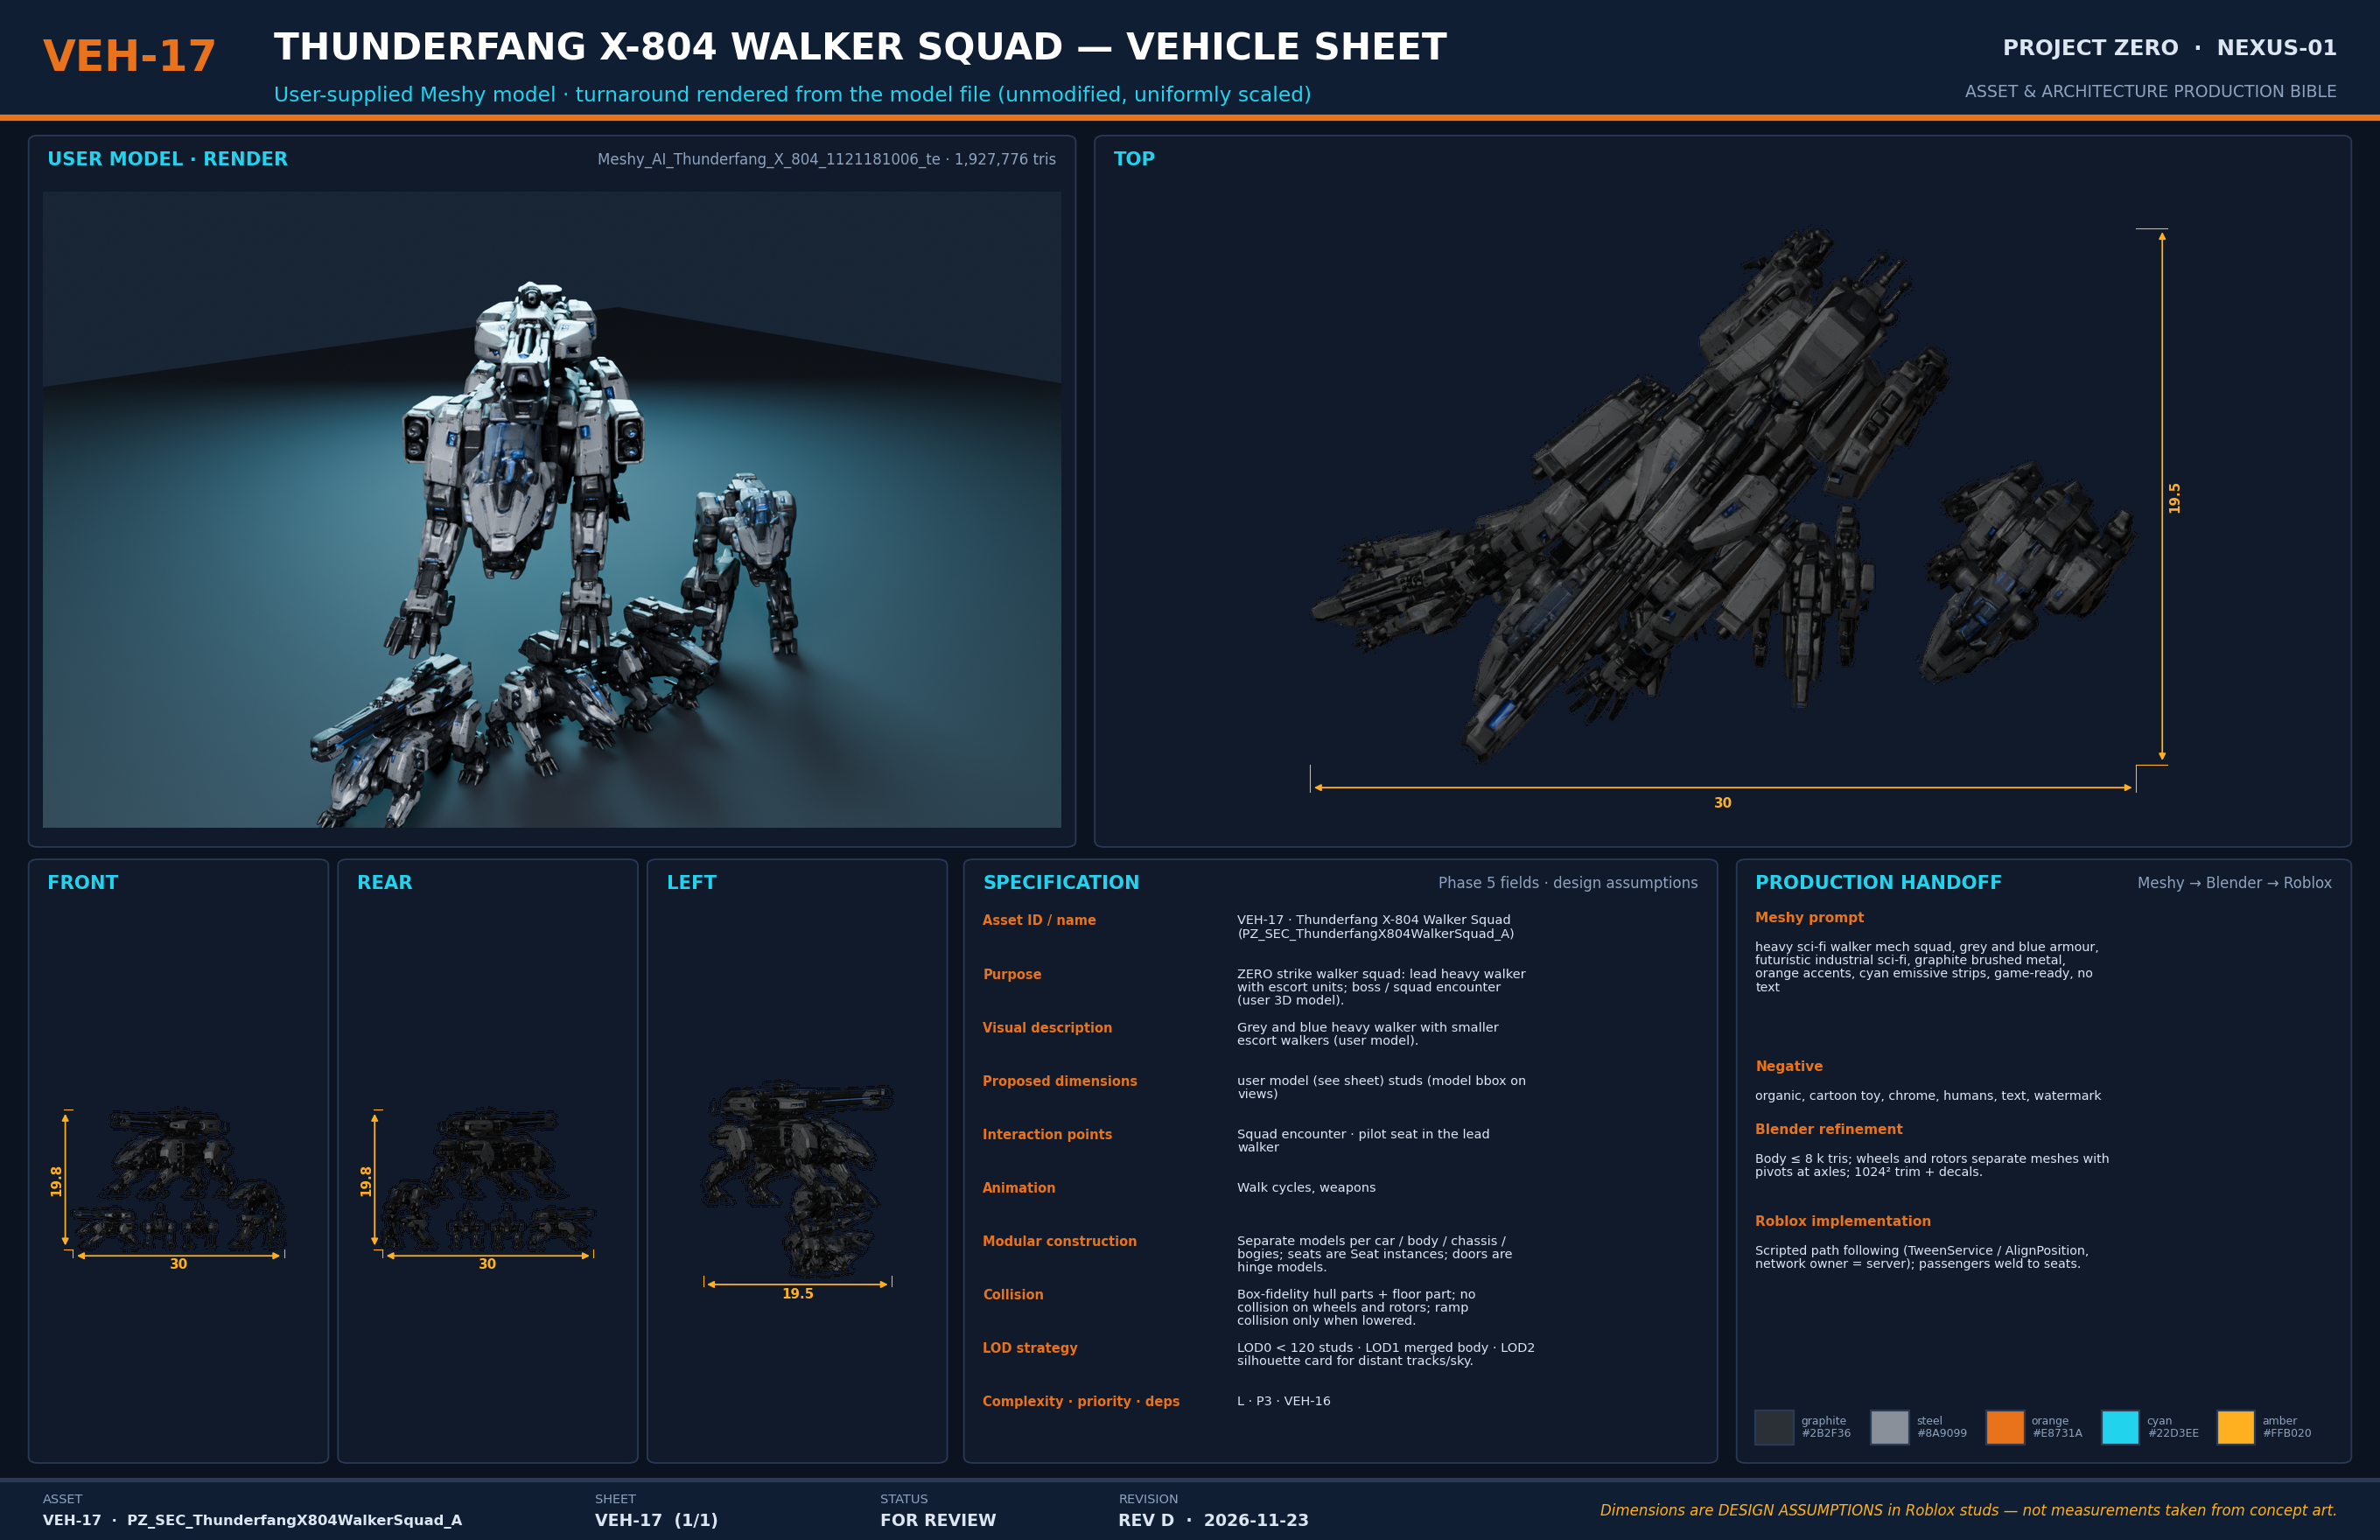 VEH-17
THUNDERFANG X-804 WALKER SQUAD — VEHICLE SHEET
User-supplied Meshy model · turnaround rendered from the model file (unmodified, uniformly scaled)
PROJECT ZERO · NEXUS-01
ASSET & ARCHITECTURE PRODUCTION BIBLE
USER MODEL · RENDER
Meshy_AI_Thunderfang_X_804_1121181006_te · 1,927,776 tris
TOP
19.5
30
FRONT
19.8
30
REAR
19.8
30
LEFT
19.5
SPECIFICATION
Phase 5 fields · design assumptions
Asset ID / name
VEH-17 · Thunderfang X-804 Walker Squad
(PZ_SEC_ThunderfangX804WalkerSquad_A)
Purpose
ZERO strike walker squad: lead heavy walker
with escort units; boss / squad encounter
(user 3D model).
Visual description
Grey and blue heavy walker with smaller
escort walkers (user model).
Proposed dimensions
user model (see sheet) studs (model bbox on
views)
Interaction points
Squad encounter · pilot seat in the lead
walker
Animation
Walk cycles, weapons
Modular construction
Separate models per car / body / chassis /
bogies; seats are Seat instances; doors are
hinge models.
Collision
Box-fidelity hull parts + floor part; no
collision on wheels and rotors; ramp
collision only when lowered.
LOD strategy
LOD0 < 120 studs · LOD1 merged body · LOD2
silhouette card for distant tracks/sky.
Complexity · priority · deps
L · P3 · VEH-16
PRODUCTION HANDOFF
Meshy → Blender → Roblox
Meshy prompt
heavy sci-fi walker mech squad, grey and blue armour,
futuristic industrial sci-fi, graphite brushed metal,
orange accents, cyan emissive strips, game-ready, no
text
Negative
organic, cartoon toy, chrome, humans, text, watermark
Blender refinement
Body ≤ 8 k tris; wheels and rotors separate meshes with
pivots at axles; 1024² trim + decals.
Roblox implementation
Scripted path following (TweenService / AlignPosition,
network owner = server); passengers weld to seats.
graphite
#2B2F36
steel
#8A9099
orange
#E8731A
cyan
#22D3EE
amber
#FFB020
ASSET
VEH-17 · PZ_SEC_ThunderfangX804WalkerSquad_A
SHEET
VEH-17 (1/1)
STATUS
FOR REVIEW
REVISION
REV D · 2026-11-23
Dimensions are DESIGN ASSUMPTIONS in Roblox studs — not measurements taken from concept art.